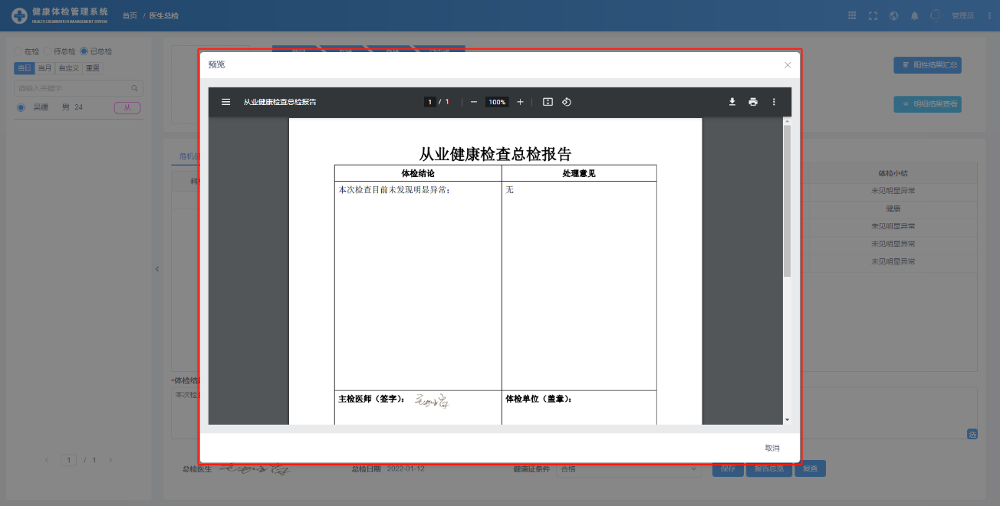 健康体检管理系统
HEALTH EXAMINATION MANAGEMENT SYSTEM
首页 / 医生总检
管理员
在检 待总检 已总检
当日 当月 自定义 重置
请输入关键字
吴疆 男 24 从
1 / 1
预览
从业健康检查总检报告
1 / 1
100%
从业健康检查总检报告
体检结论 处理意见
本次检查目前未发现明显异常; 无
主检医师（签字）： 体检单位（盖章）：
取消
阳性结果汇总
明细结果查看
危机值
体检小结
未见明显异常
健康
未见明显异常
未见明显异常
未见明显异常
*体检结
本次检
选
总检医生
总检日期 2022-01-12
健康证条件 合格
保存 报告总览 复查